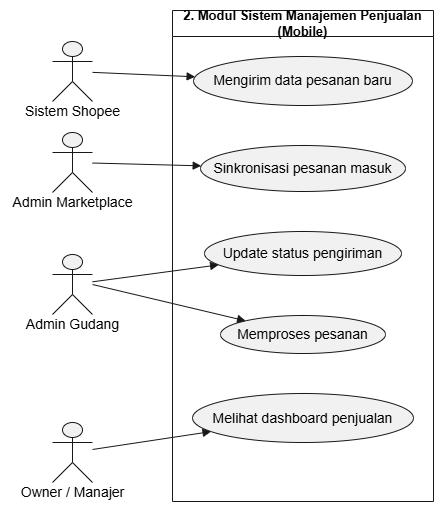 2. Modul Sistem Manajemen Penjualan
(Mobile)
Mengirim data pesanan baru
Sistem Shopee
Sinkronisasi pesanan masuk
Admin Marketplace
Update status pengiriman
Admin Gudang
Memproses pesanan
Melihat dashboard penjualan
Owner / Manajer